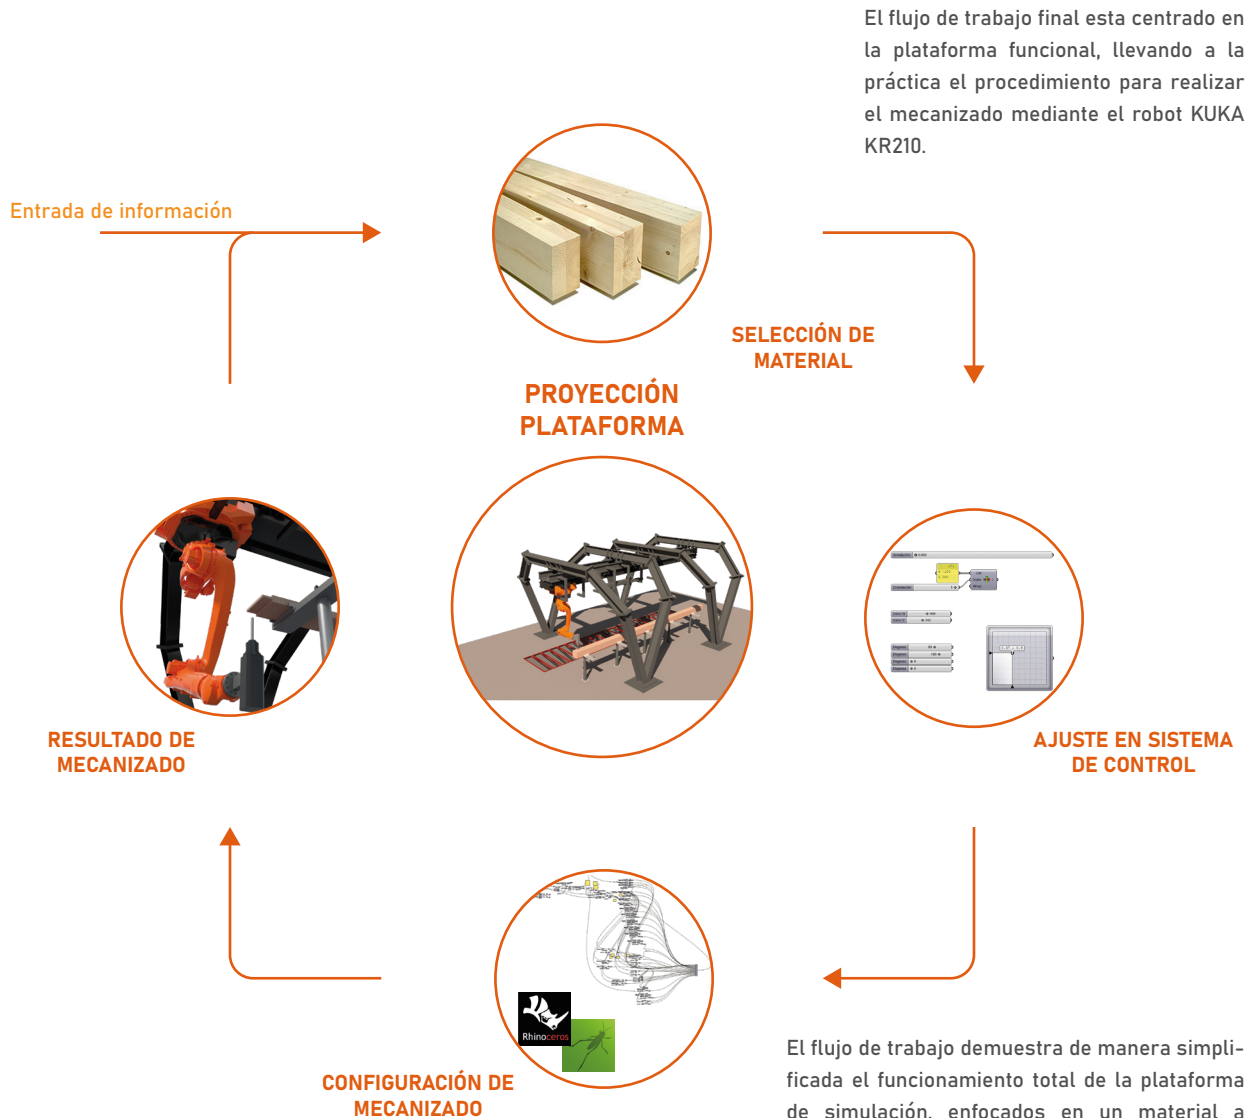 El flujo de trabajo final esta centrado en
la plataforma funcional, llevando a la
práctica el procedimiento para realizar
el mecanizado mediante el robot KUKA
KR210.
Entrada de información
SELECCIÓN DE
MATERIAL
PROYECCIÓN
PLATAFORMA
RESULTADO DE
MECANIZADO
AJUSTE EN SISTEMA
DE CONTROL
Rhinoceros
CONFIGURACIÓN DE
MECANIZADO
El flujo de trabajo demuestra de manera simpli-
ficada el funcionamiento total de la plataforma
de simulación, enfocados en un material a